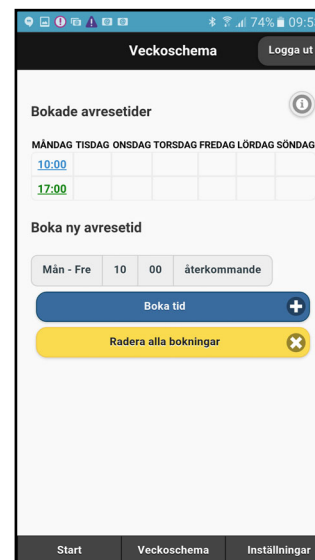 74% 09:5
Veckoschema
Logga ut
Bokade avresetider
MÅNDAG TISDAG ONSDAG TORSDAG FREDAG LÖRDAG SÖNDAG
10:00
17:00
Boka ny avresetid
Mån - Fre 10 00 återkommande
Boka tid
Radera alla bokningar
Start Veckoschema Inställningar